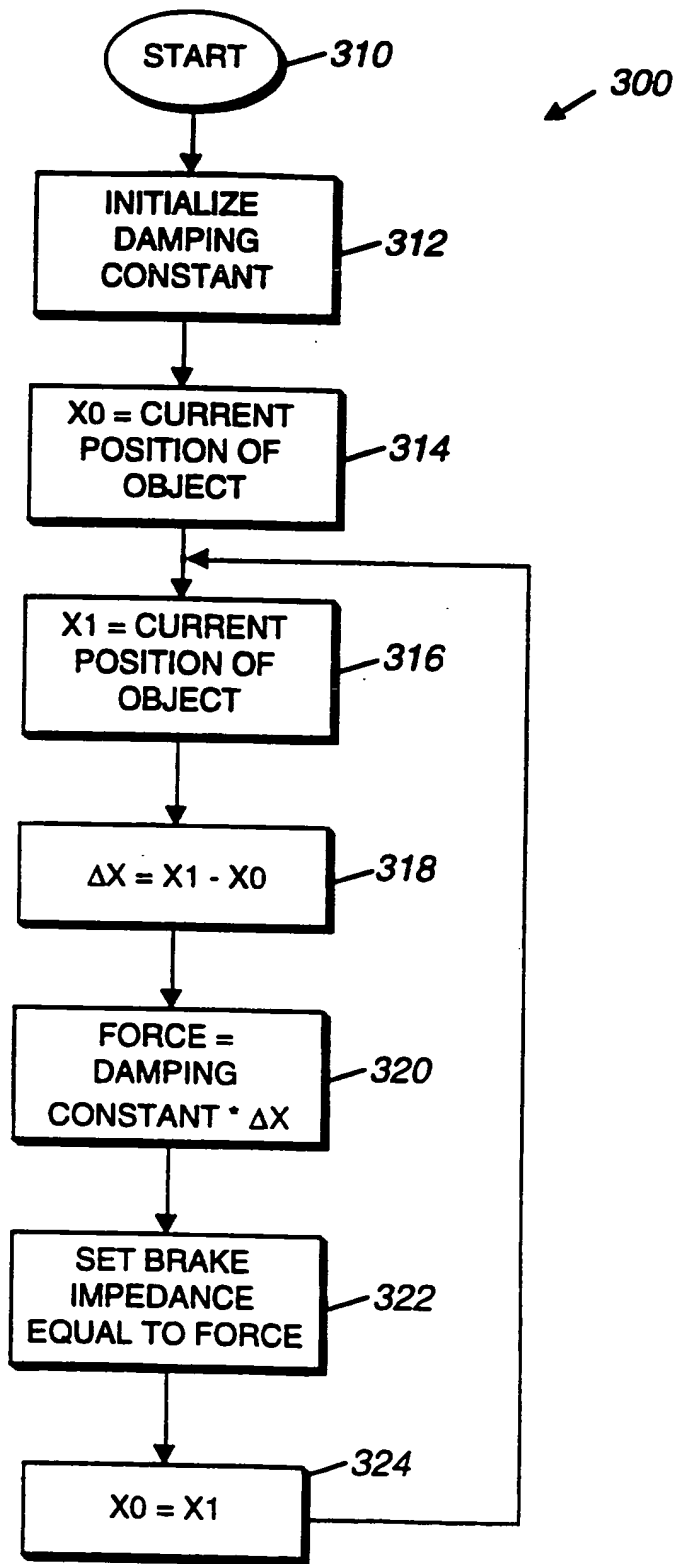 START
310
300
INITIALIZE
DAMPING
CONSTANT
312
X0 = CURRENT
POSITION OF
OBJECT
314
X1 = CURRENT
POSITION OF
OBJECT
316
ΔX = X1 - X0
318
FORCE =
DAMPING
CONSTANT * ΔX
320
SET BRAKE
IMPEDANCE
EQUAL TO FORCE
322
324
X0 = X1